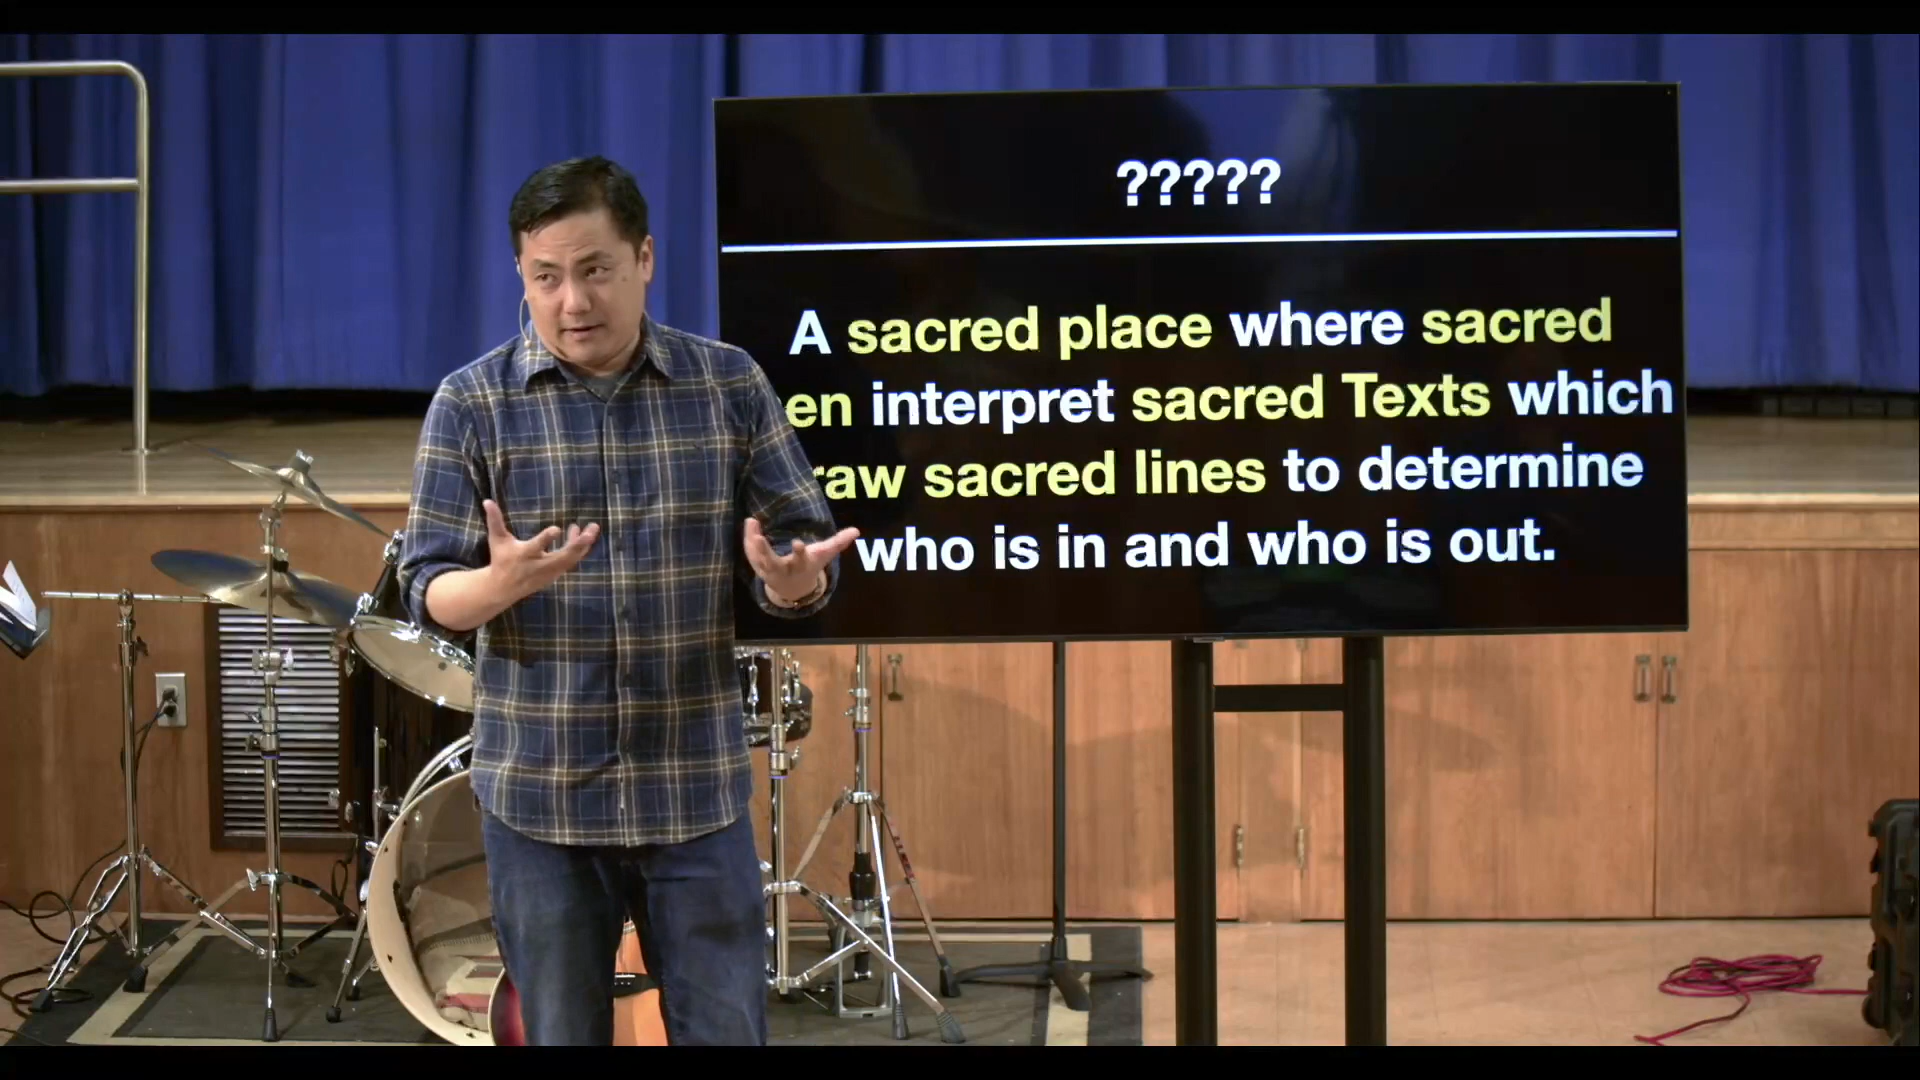 ?????
A sacred place where sacred
en interpret sacred Texts which
raw sacred lines to determine
who is in and who is out.